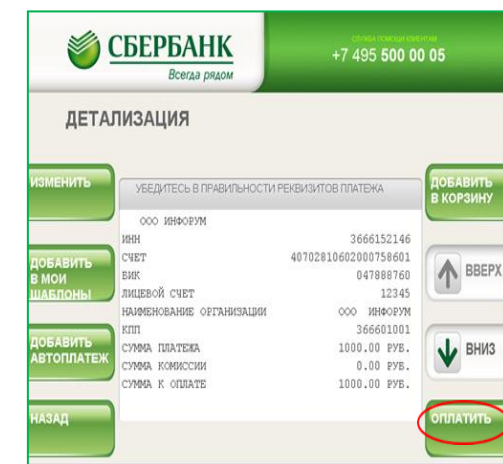 СБЕРБАНК
Всегда рядом
СЛУЖБА ПОМОЩИ КЛИЕНТАМ
+7 495 500 00 05
ДЕТАЛИЗАЦИЯ
ИЗМЕНИТЬ
УБЕДИТЕСЬ В ПРАВИЛЬНОСТИ РЕКВИЗИТОВ ПЛАТЕЖА
ДОБАВИТЬ
В КОРЗИНУ
ООО ИНФОРУМ
ИНН 3666152146
СЧЕТ 40702810602000758601
БИК 047888760
ЛИЦЕВОЙ СЧЕТ 12345
НАИМЕНОВАНИЕ ОРГАНИЗАЦИИ ООО ИНФОРУМ
КПП 366601001
СУММА ПЛАТЕЖА 1000.00 РУБ.
СУММА КОМИССИИ 0.00 РУБ.
СУММА К ОПЛАТЕ 1000.00 РУБ.
ДОБАВИТЬ
В МОИ
ШАБЛОНЫ
ВВЕРХ
ДОБАВИТЬ
АВТОПЛАТЕЖ
ВНИЗ
НАЗАД
ОПЛАТИТЬ